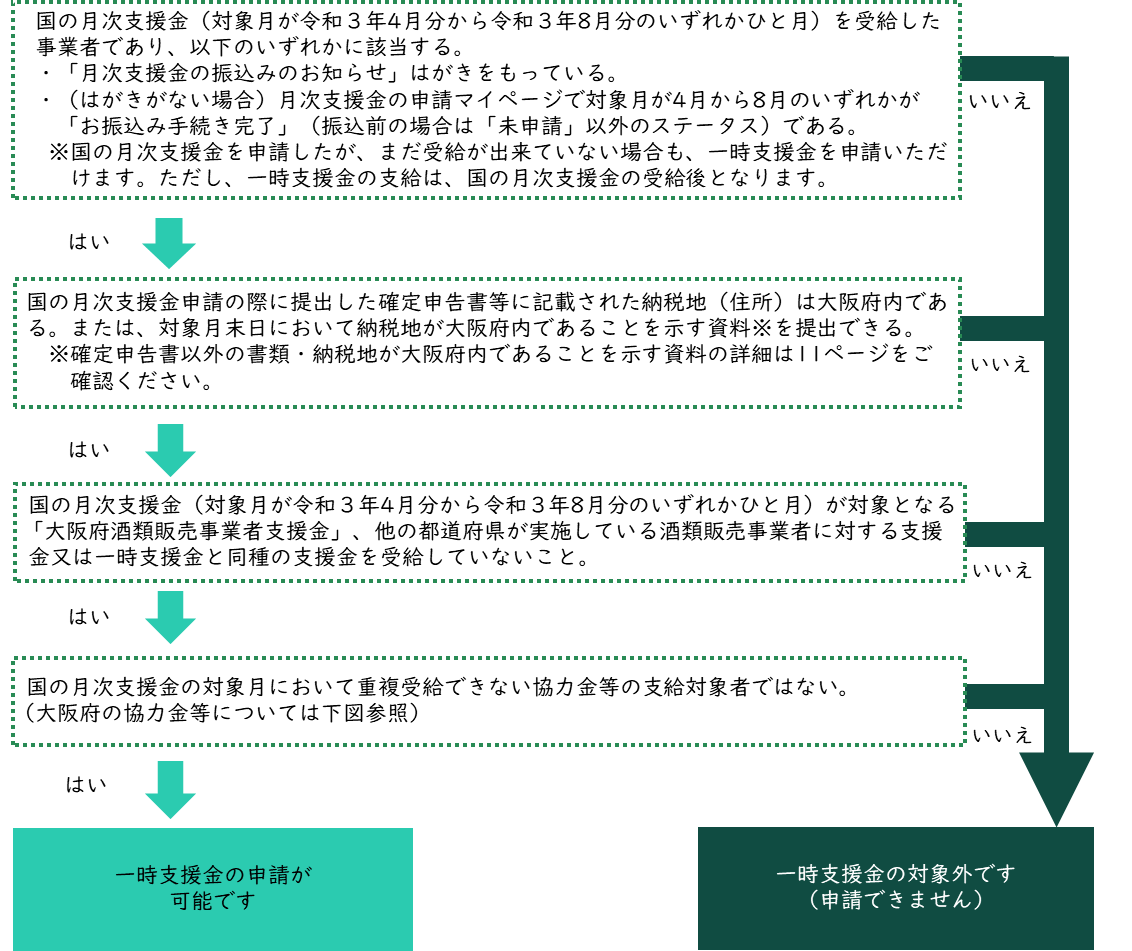 国の月次支援金（対象月が令和３年4月分から令和３年8月分のいずれかひと月）を受給した
事業者であり、以下のいずれかに該当する。
・「月次支援金の振込みのお知らせ」はがきをもっている。
・（はがきがない場合）月次支援金の申請マイページで対象月が4月から8月のいずれかが
「お振込み手続き完了」（振込前の場合は「未申請」以外のステータス）である。
※国の月次支援金を申請したが、まだ受給が出来ていない場合も、一時支援金を申請いただ
けます。ただし、一時支援金の支給は、国の月次支援金の受給後となります。
いいえ
はい
国の月次支援金申請の際に提出した確定申告書等に記載された納税地（住所）は大阪府内であ
る。または、対象月末日において納税地が大阪府内であることを示す資料※を提出できる。
※確定申告書以外の書類・納税地が大阪府内であることを示す資料の詳細は11ページをご
確認ください。
いいえ
はい
国の月次支援金（対象月が令和３年4月分から令和３年8月分のいずれかひと月）が対象となる
「大阪府酒類販売事業者支援金」、他の都道府県が実施している酒類販売事業者に対する支援
金又は一時支援金と同種の支援金を受給していないこと。
いいえ
はい
国の月次支援金の対象月において重複受給できない協力金等の支給対象者ではない。
（大阪府の協力金等については下図参照）
いいえ
はい
一時支援金の申請が
可能です
一時支援金の対象外です
（申請できません）